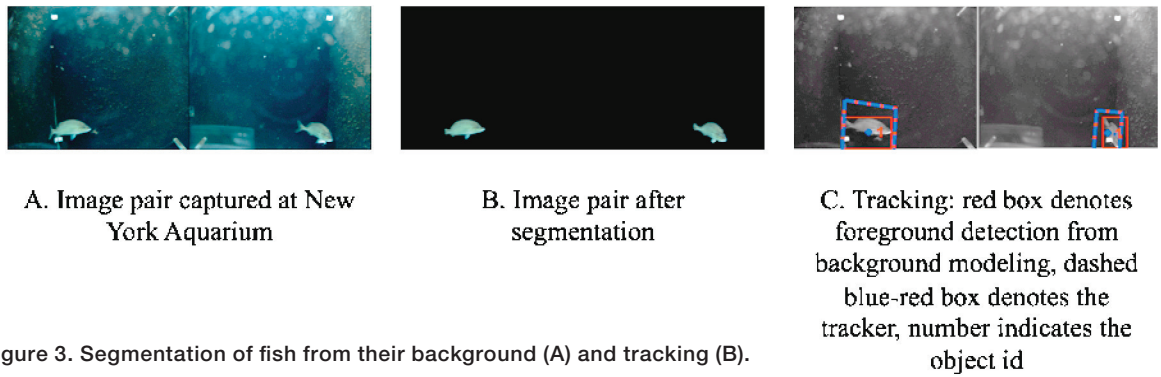 A. Image pair captured at New
York Aquarium
B. Image pair after
segmentation
C. Tracking: red box denotes
foreground detection from
background modeling, dashed
blue-red box denotes the
tracker, number indicates the
object id
gure 3. Segmentation of fish from their background (A) and tracking (B).